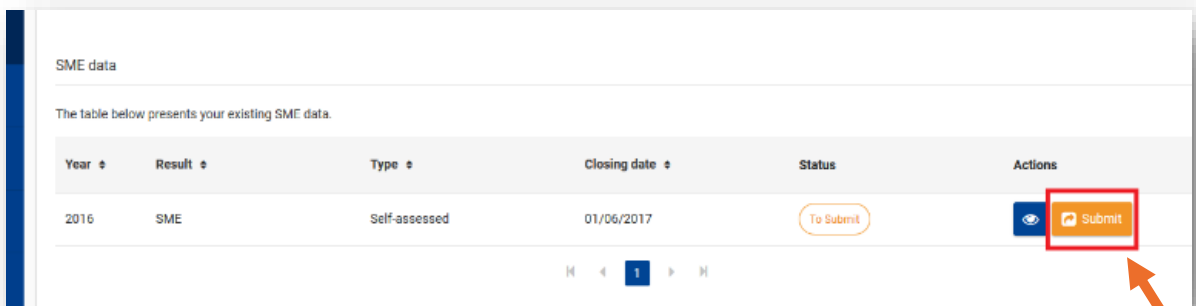 SME data
The table below presents your existing SME data.
Year Result Type Closing date Status Actions
2016 SME Self-assessed 01/06/2017 To Submit Submit
1